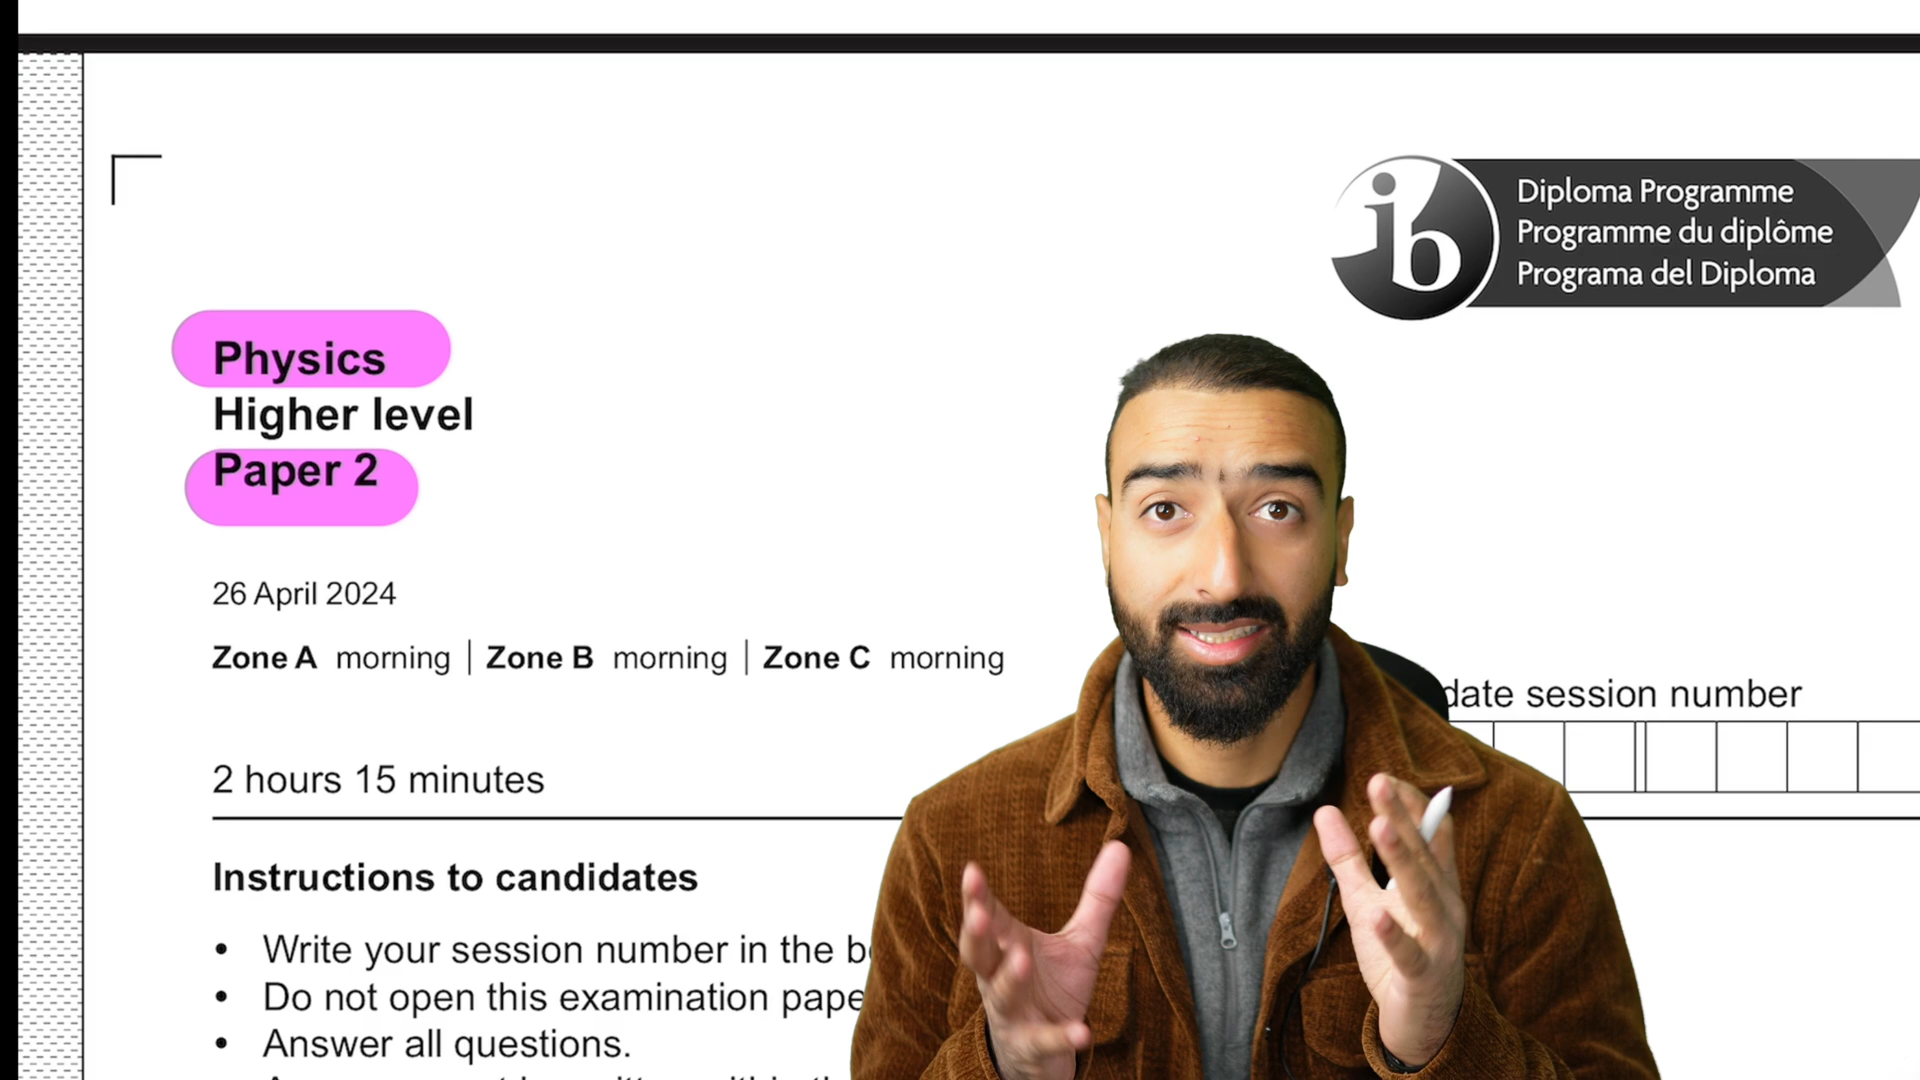 ib
Diploma Programme
Programme du diplôme
Programa del Diploma
Physics
Higher level
Paper 2
26 April 2024
Zone A morning | Zone B morning | Zone C morning
date session number
2 hours 15 minutes
Instructions to candidates
• Write your session number in the
• Do not open this examination pape
• Answer all questions.